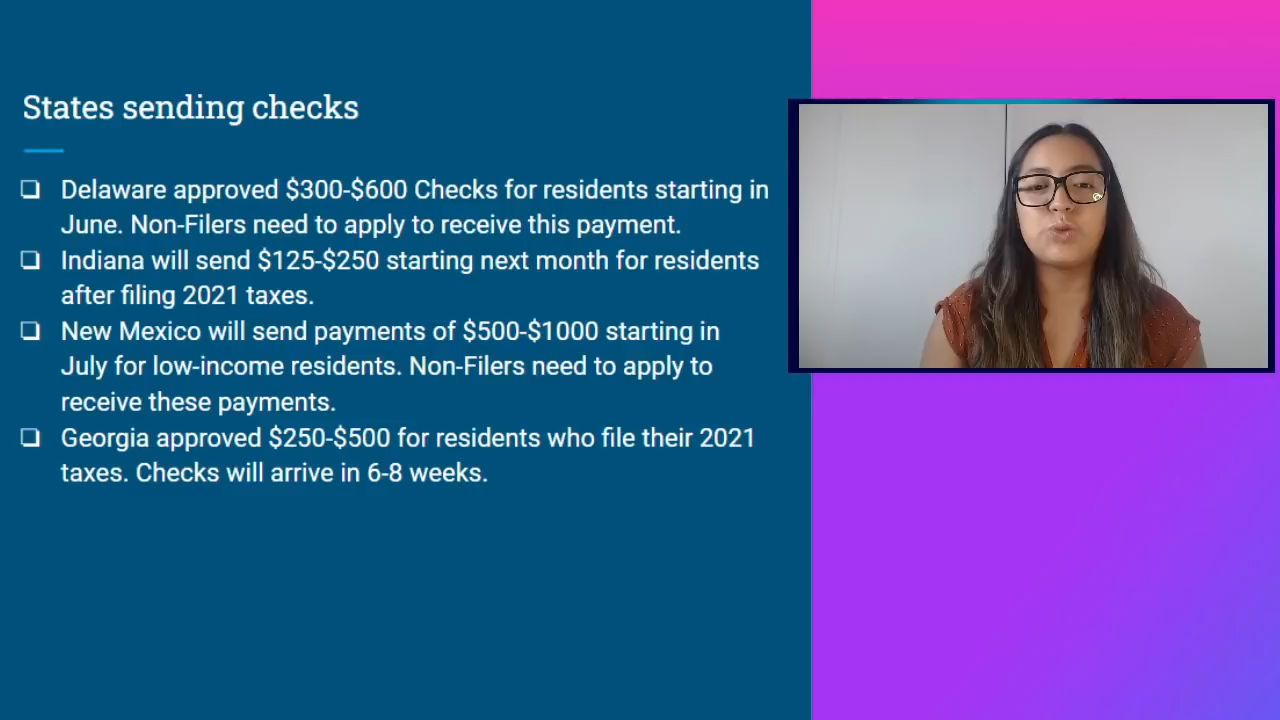 States sending checks
❏ Delaware approved $300-$600 Checks for residents starting in
June. Non-Filers need to apply to receive this payment.
❏ Indiana will send $125-$250 starting next month for residents
after filing 2021 taxes.
❏ New Mexico will send payments of $500-$1000 starting in
July for low-income residents. Non-Filers need to apply to
receive these payments.
❏ Georgia approved $250-$500 for residents who file their 2021
taxes. Checks will arrive in 6-8 weeks.